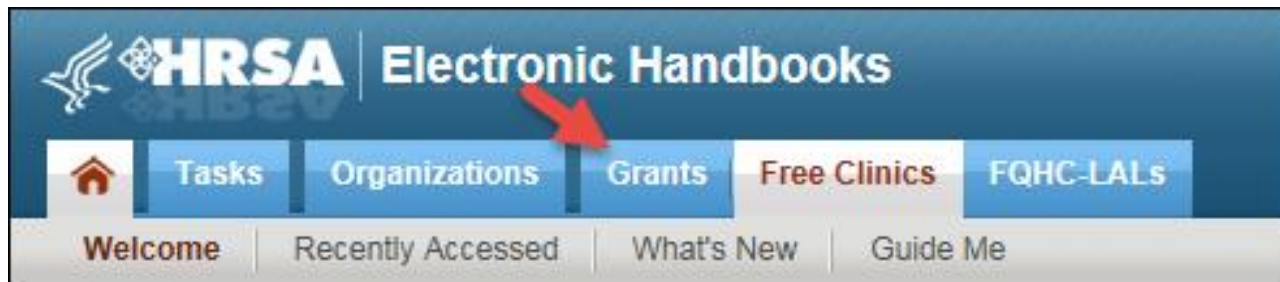 HRSA Electronic Handbooks
Tasks Organizations Grants Free Clinics FQHC-LALs
Welcome Recently Accessed What's New Guide Me